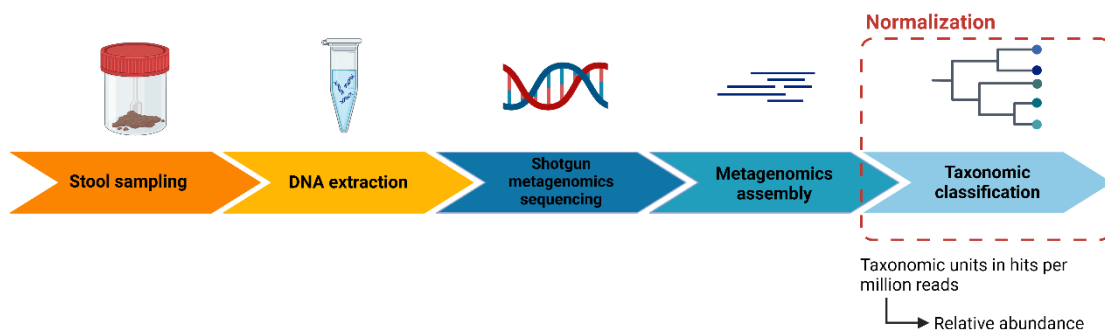 Normalization
Stool sampling
DNA extraction
Shotgun
metagenomics
sequencing
Metagenomics
assembly
Taxonomic
classification
Taxonomic units in hits per
million reads
Relative abundance